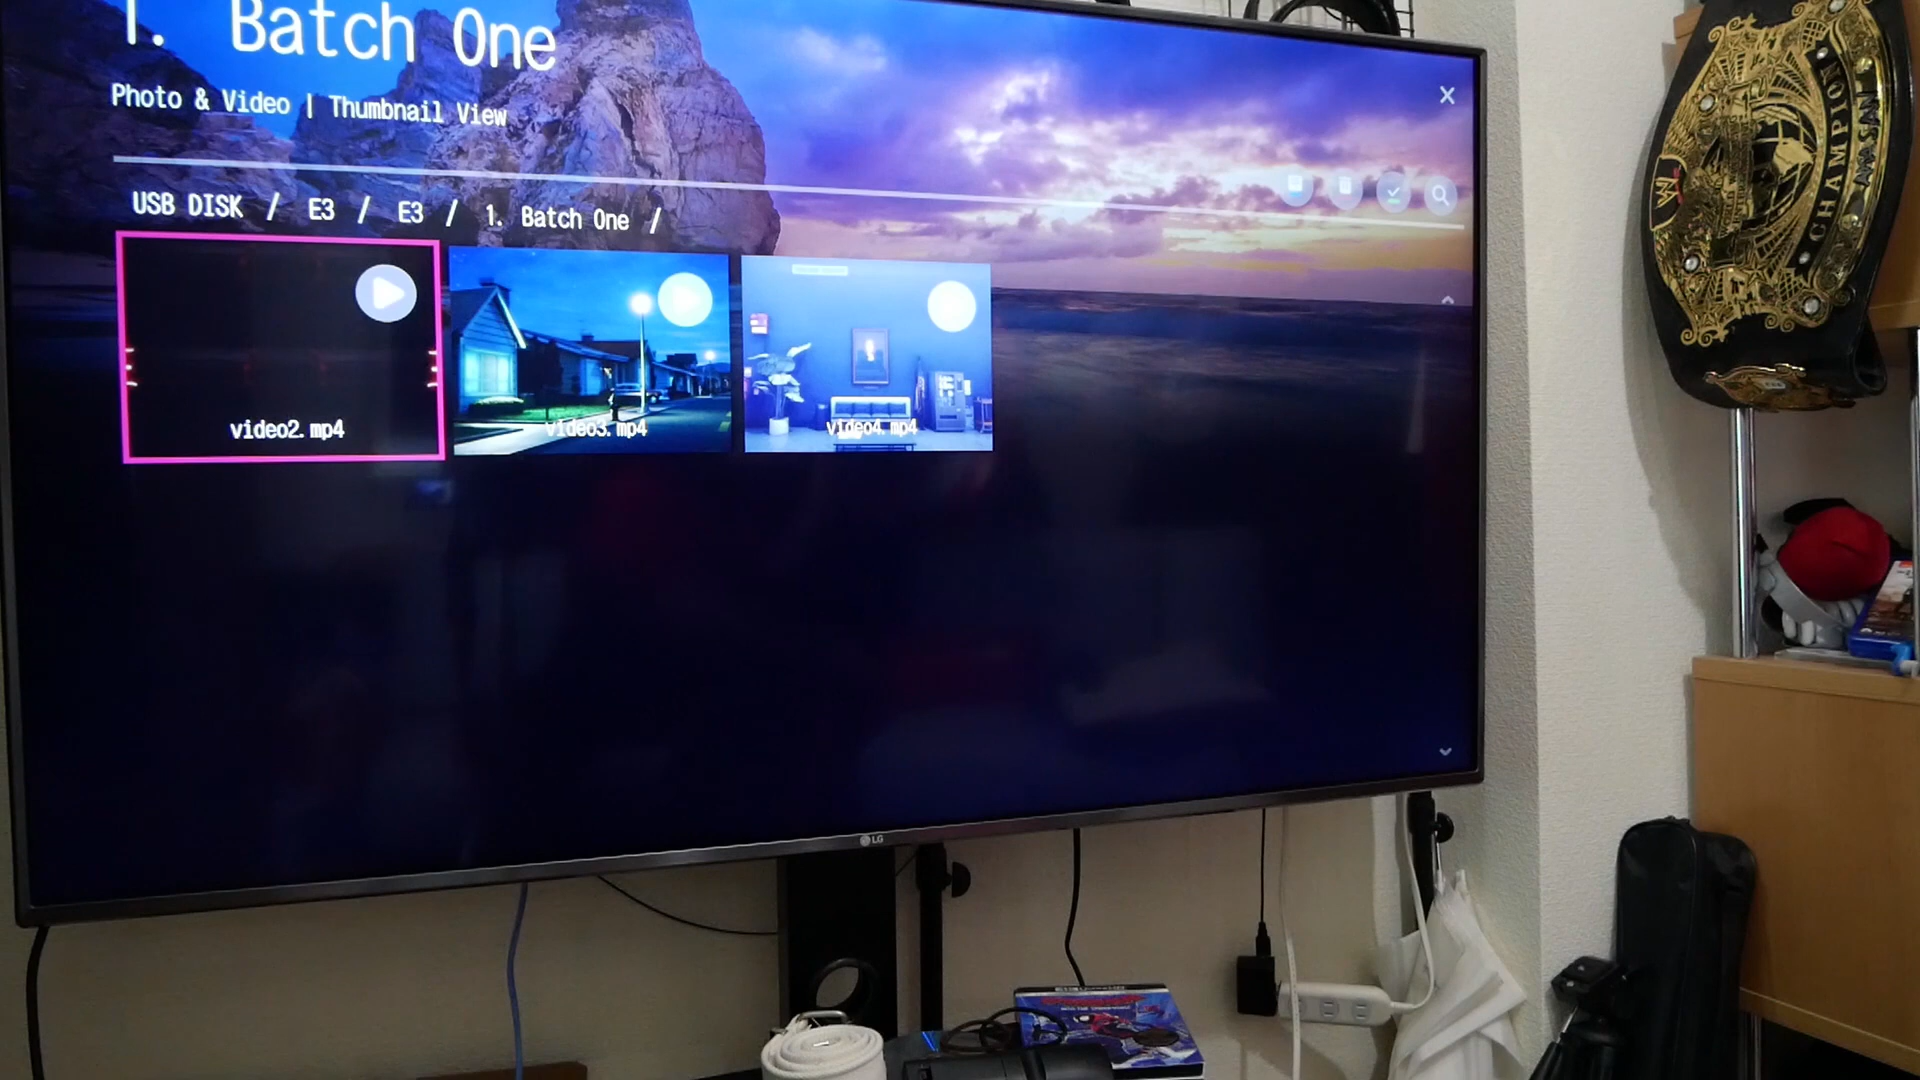 1. Batch One
Photo & Video | Thumbnail View
USB DISK / E3 / E3 / 1. Batch One /
video2.mp4
video3.mp4
video4.mp4
LG
CHAMPION
W